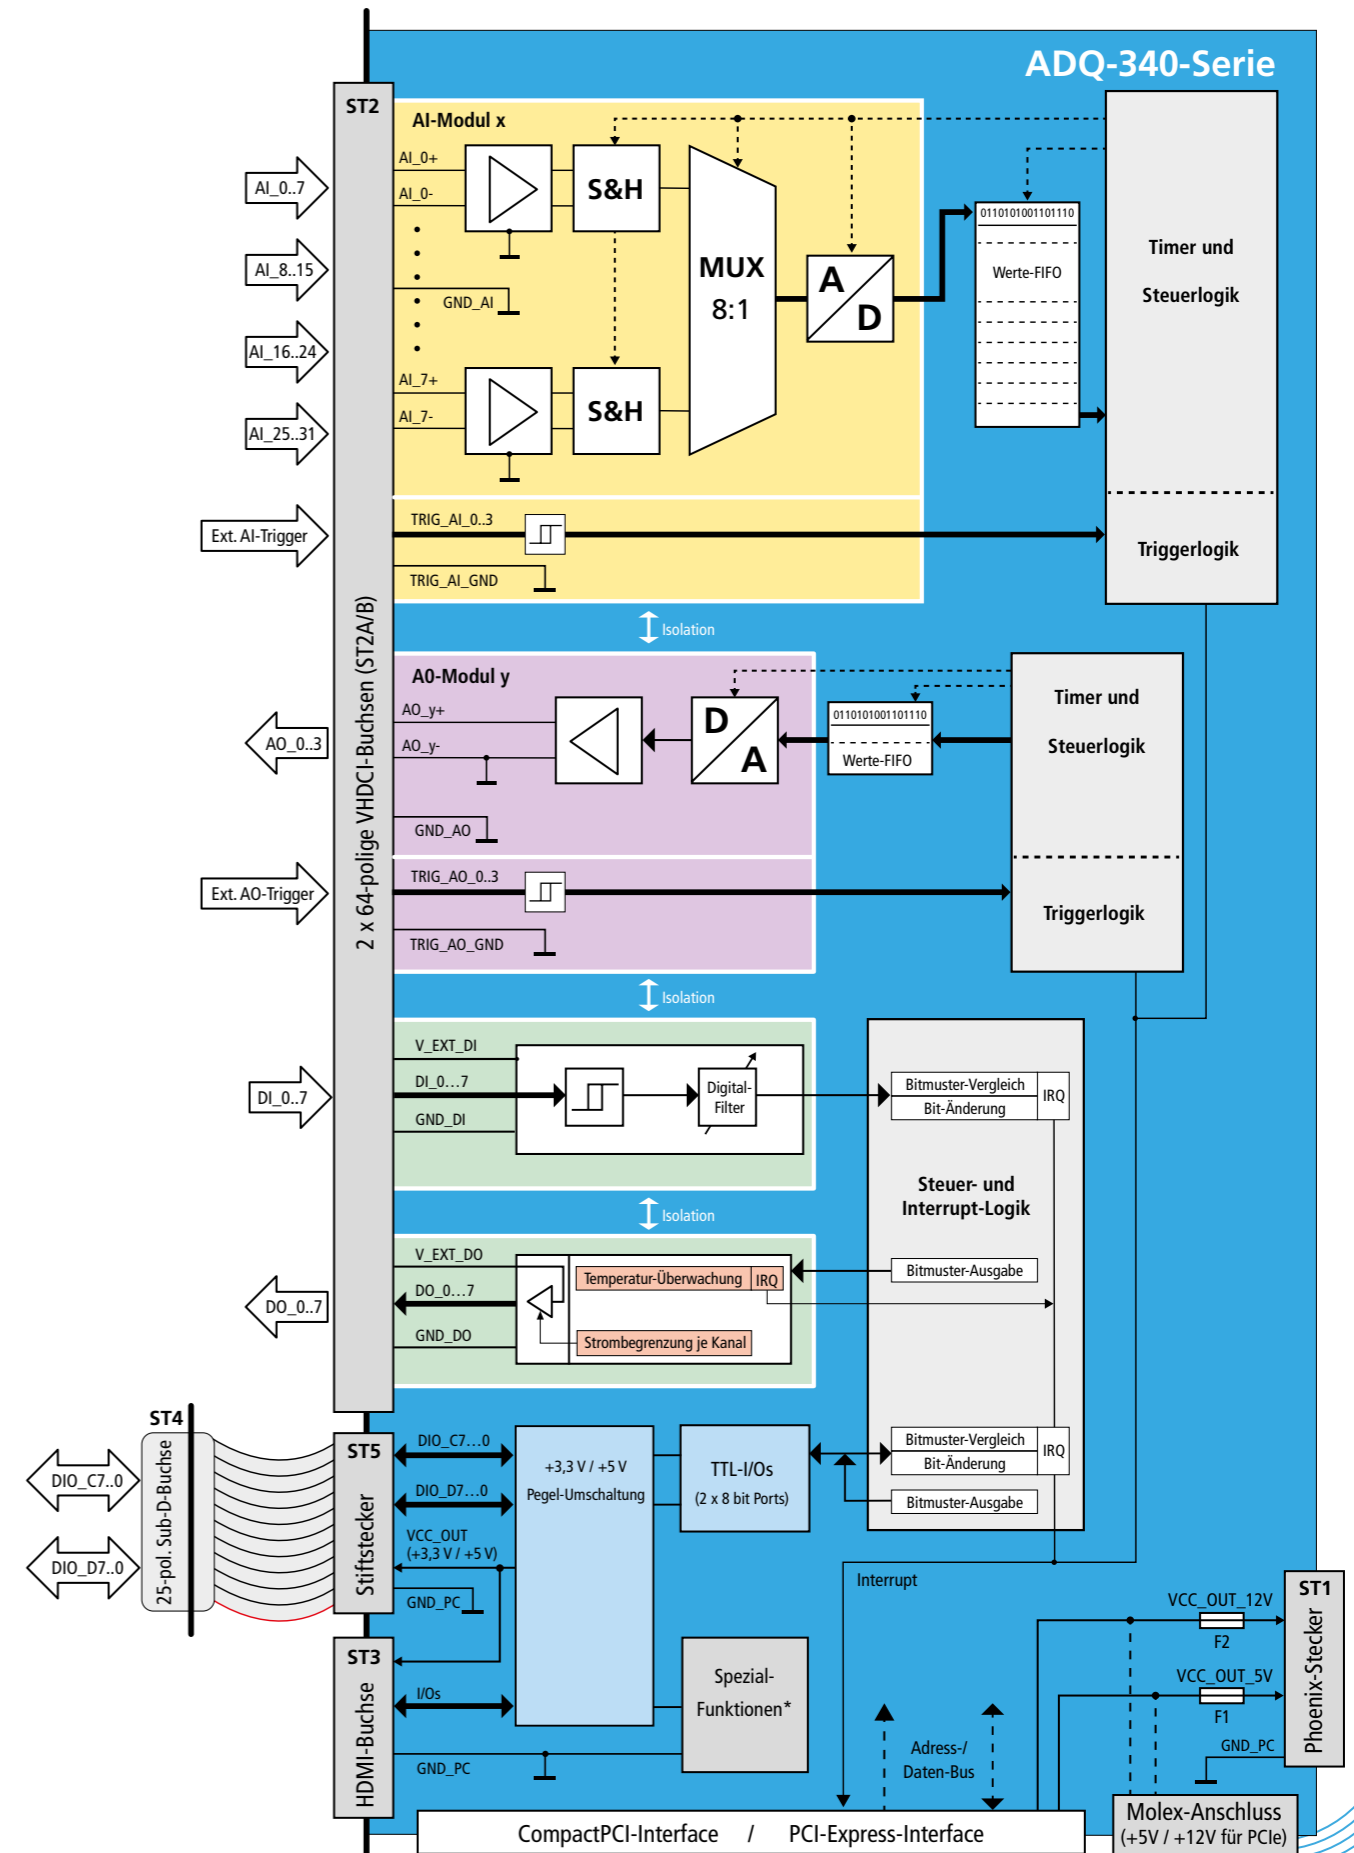 ADQ-340-Serie
ST2
2 x 64-polige VHDCI-Buchsen (ST2A/B)
AI-Modul x
AI_0..7
AI_8..15
AI_16..24
AI_25..31
AI_0+
AI_0-
GND_AI
AI_7+
AI_7-
S&H
S&H
MUX
8:1
A
D
0110101001101110
Werte-FIFO
Timer und
Steuerlogik
Triggerlogik
Ext. AI-Trigger
TRIG_AI_0..3
TRIG_AI_GND
Isolation
A0-Modul y
AO_0..3
AO_y+
AO_y-
GND_AO
D
A
0110101001101110
Werte-FIFO
Timer und
Steuerlogik
Triggerlogik
Ext. AO-Trigger
TRIG_AO_0..3
TRIG_AO_GND
Isolation
DI_0..7
V_EXT_DI
DI_0...7
GND_DI
Digital-
Filter
Bitmuster-Vergleich
Bit-Änderung
IRQ
Steuer- und
Interrupt-Logik
Isolation
DO_0..7
V_EXT_DO
DO_0...7
GND_DO
Temperatur-Überwachung
IRQ
Strombegrenzung je Kanal
Bitmuster-Ausgabe
ST4
25-pol. Sub-D-Buchse
DIO_C7..0
DIO_D7..0
ST5
Stiftstecker
DIO_C7...0
DIO_D7...0
VCC_OUT
(+3,3 V / +5 V)
GND_PC
+3,3 V / +5 V
Pegel-Umschaltung
TTL-I/Os
(2 x 8 bit Ports)
Bitmuster-Vergleich
Bit-Änderung
IRQ
Bitmuster-Ausgabe
Interrupt
ST3
HDMI-Buchse
I/Os
GND_PC
Spezial-
Funktionen*
Adress-/
Daten-Bus
VCC_OUT_12V
F2
VCC_OUT_5V
F1
GND_PC
ST1
Phoenix-Stecker
CompactPCI-Interface / PCI-Express-Interface
Molex-Anschluss
(+5V / +12V für PCIe)